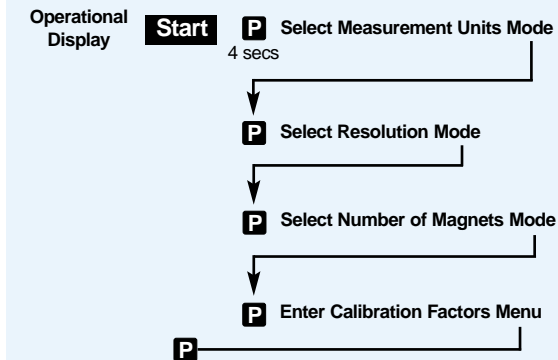 Operational
Display
Start P Select Measurement Units Mode
4 secs
P Select Resolution Mode
P Select Number of Magnets Mode
P Enter Calibration Factors Menu
P